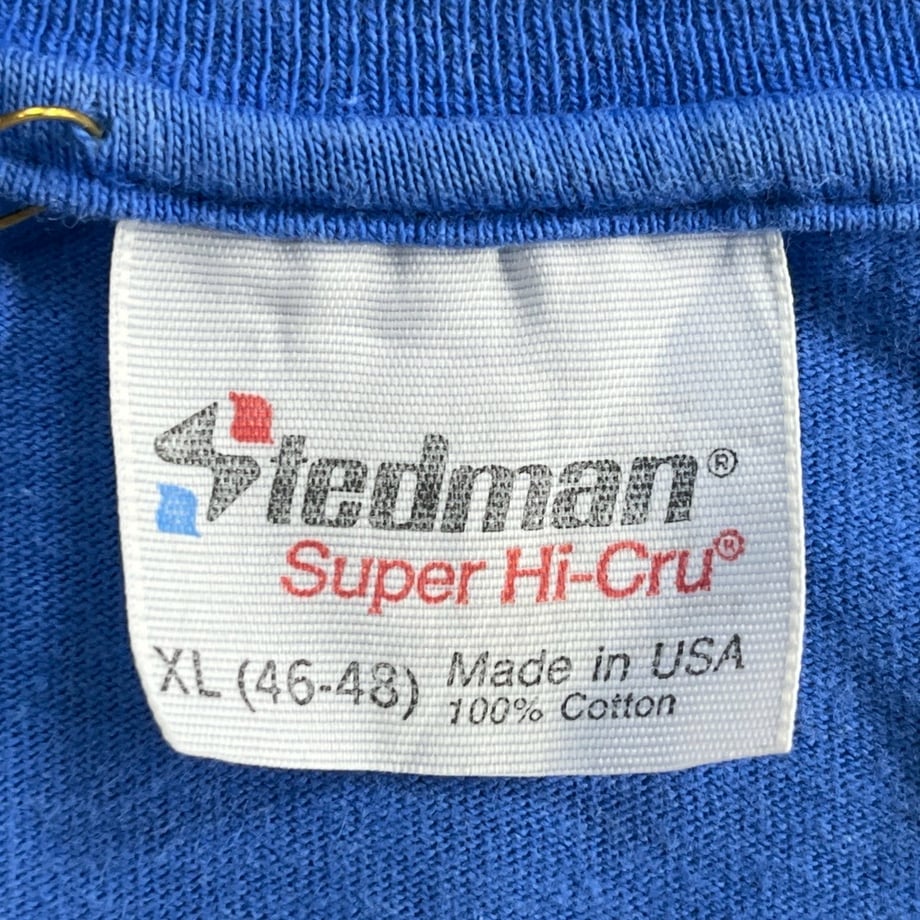 Stedman®
Super Hi-Cru®
XL (46-48) Made in USA
100% Cotton